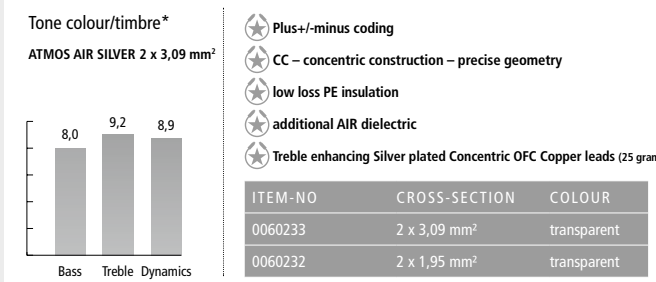 Tone colour/timbre*
ATMOS AIR SILVER 2 x 3,09 mm²
8,0 9,2 8,9
Bass Treble Dynamics
Plus+/-minus coding
CC – concentric construction – precise geometry
low loss PE insulation
additional AIR dielectric
Treble enhancing Silver plated Concentric OFC Copper leads (25
ITEM-NO CROSS-SECTION COLOUR
0060233 2 x 3,09 mm² transparent
0060232 2 x 1,95 mm² transparent